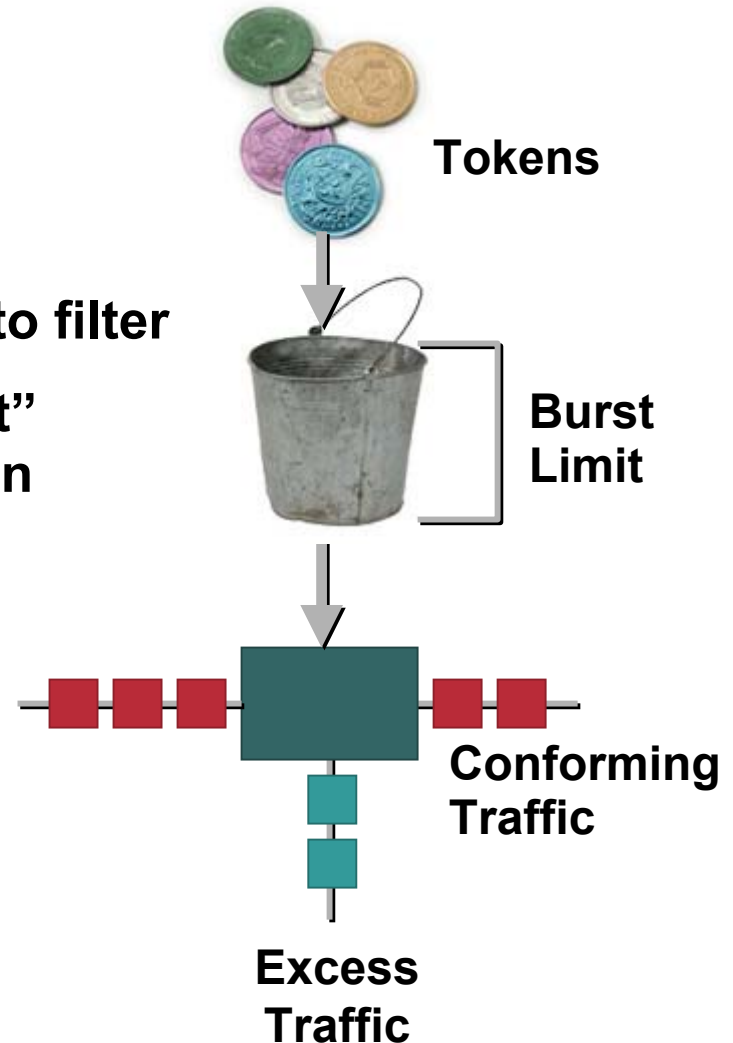 Tokens
to filter
t”
n
Burst
Limit
Conforming
Traffic
Excess
Traffic